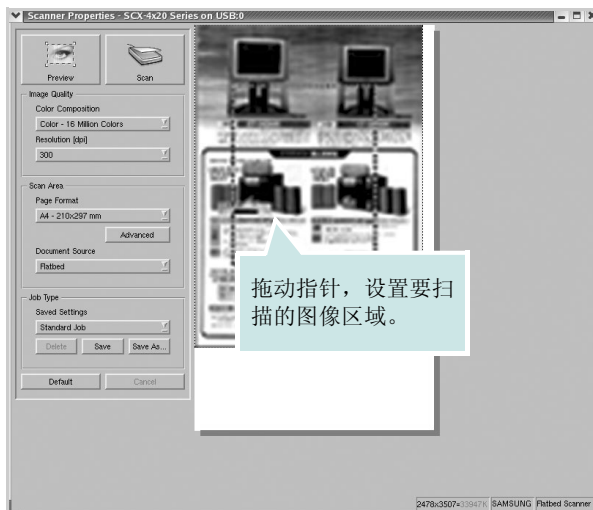 Scanner Properties - SCX-4x20 Series on USB:0
Preview
Scan
Image Quality
Color Composition
Color - 16 Million Colors
Resolution [dpi]
300
Scan Area
Page Format
A4 - 210x297 mm
Advanced
Document Source
Flatbed
Job Type
Saved Settings
Standard Job
Delete
Save
Save As...
Default
Cancel
拖动指针，设置要扫
描的图像区域。
2478x3507=33947K
SAMSUNG
Flatbed Scanner